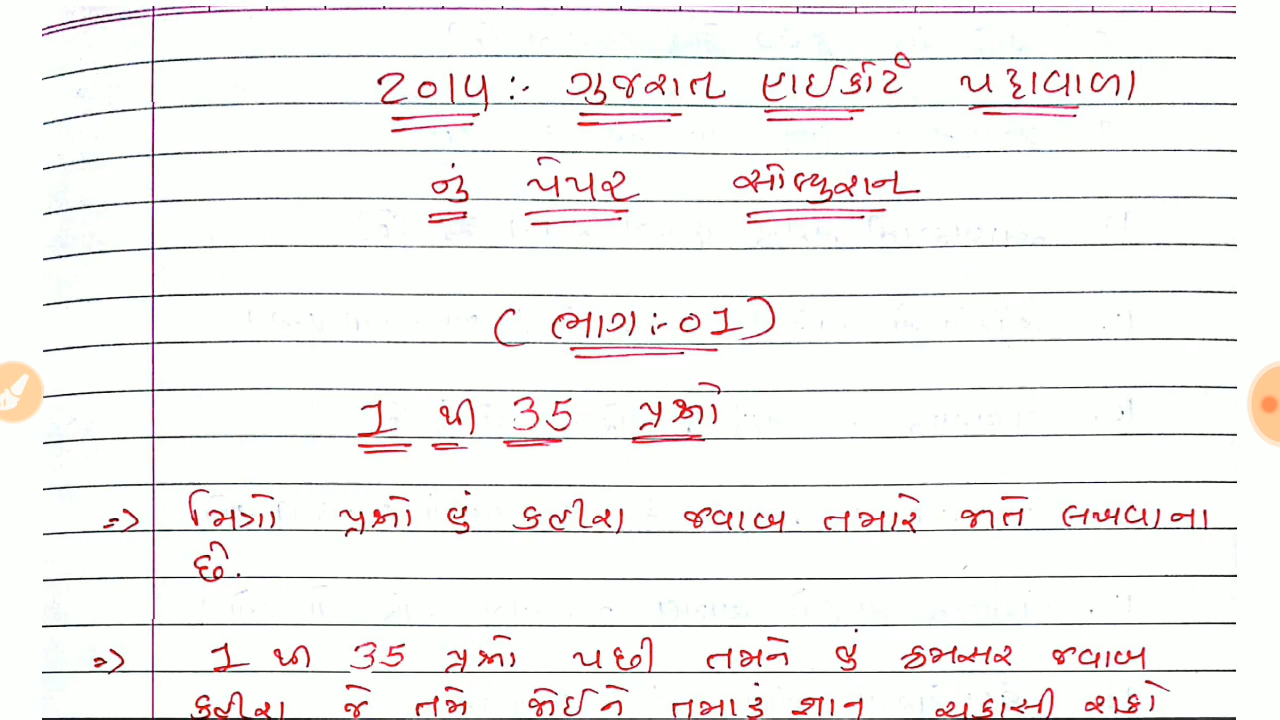 2014 :- ગુજરાત હાઈકોર્ટ પટાવાળા
નું પેપર સોલ્યુશન
( ભાગ :- 01 )
1 થી 35 પ્રશ્નો
=> મિત્રો પ્રશ્નો હું કહીશ જવાબ તમારે જાતે લખવાના
છે.
=> 1 થી 35 પ્રશ્નો પછી તમને હું ક્રમસર જવાબ
કહીશ જે તમે જોઈને તમારું જ્ઞાન ચકાસી શકો